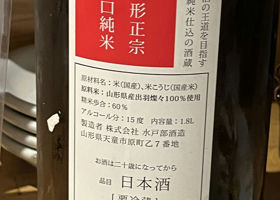 の王道を目指す
純米仕込の酒蔵
形正宗
口純米
原材料名：米(国産)、米こうじ(国産米)
原料米：山形県産出羽燦々100％使用
精米歩合：60％
アルコール分：15度 内容量：1.8L
製造者 株式会社 水戸部酒造
山形県天童市原町乙7番地
お酒は二十歳になってから
品目 日本酒
［要冷蔵］